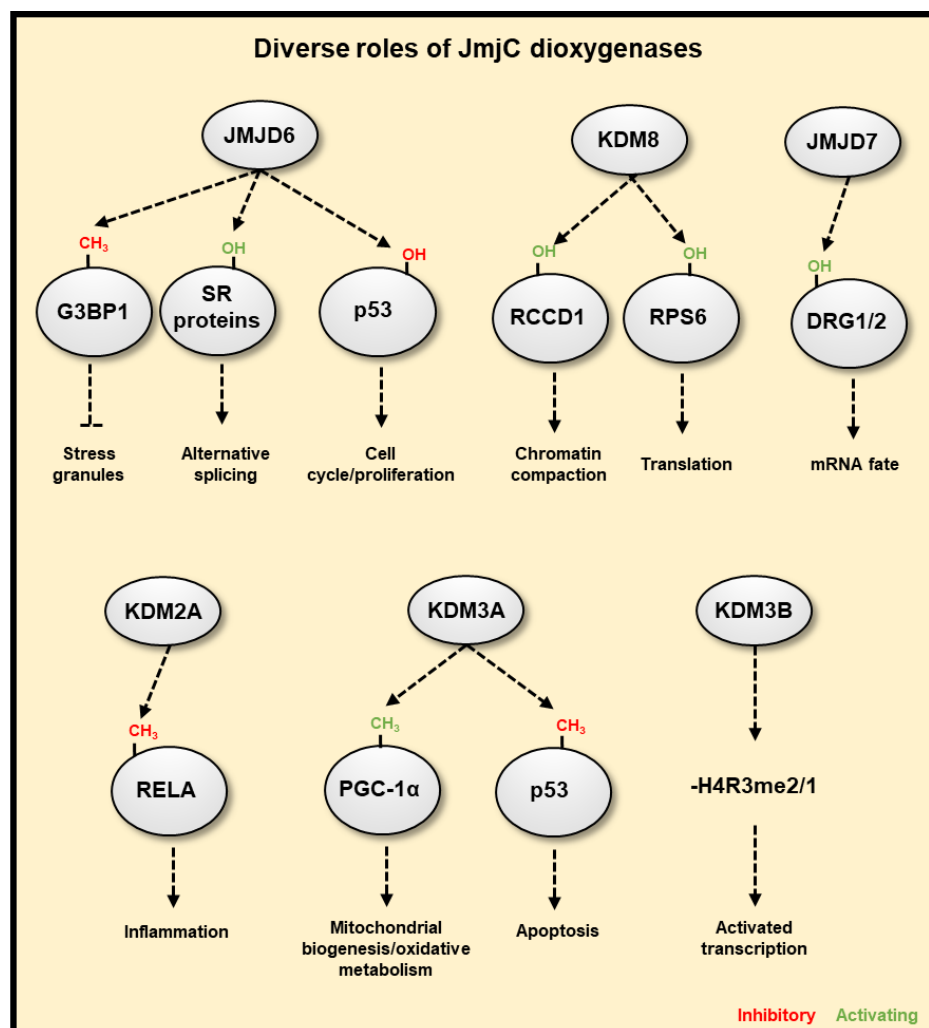 Diverse roles of JmjC dioxygenases
JMJD6
KDM8
JMJD7
CH₃
OH
OH
OH
OH
OH
G3BP1
SR
proteins
p53
RCCD1
RPS6
DRG1/2
Stress
granules
Alternative
splicing
Cell
cycle/proliferation
Chromatin
compaction
Translation
mRNA fate
KDM2A
KDM3A
KDM3B
CH₃
CH₃
CH₃
RELA
PGC-1α
p53
-H4R3me2/1
Inflammation
Mitochondrial
biogenesis/oxidative
metabolism
Apoptosis
Activated
transcription
Inhibitory Activating